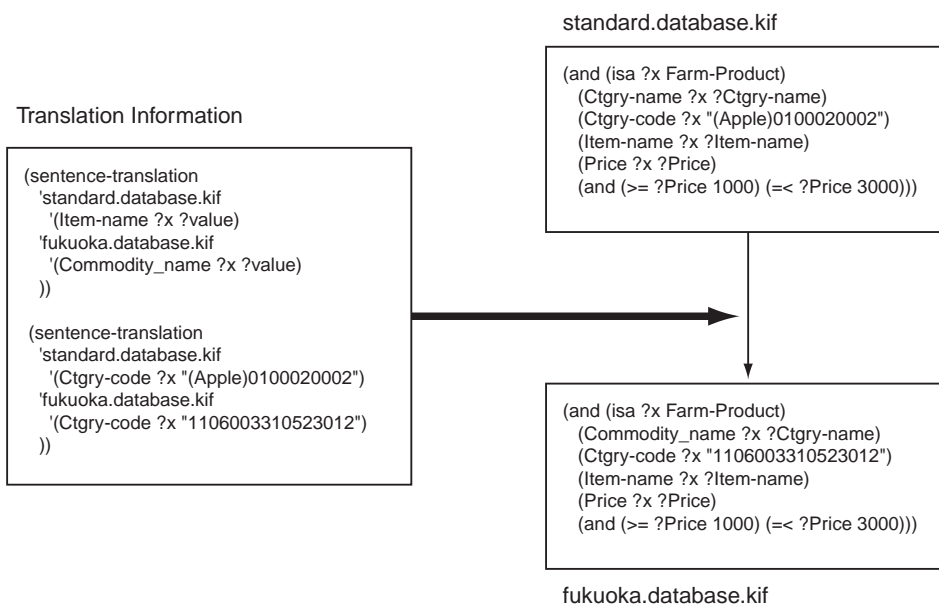 standard.database.kif
(and (isa ?x Farm-Product)
(Ctgry-name ?x ?Ctgry-name)
(Ctgry-code ?x "(Apple)0100020002")
(Item-name ?x ?Item-name)
(Price ?x ?Price)
(and (>= ?Price 1000) (=< ?Price 3000)))
Translation Information
(sentence-translation
'standard.database.kif
'(Item-name ?x ?value)
'fukuoka.database.kif
'(Commodity_name ?x ?value)
))
(sentence-translation
'standard.database.kif
'(Ctgry-code ?x "(Apple)0100020002")
'fukuoka.database.kif
'(Ctgry-code ?x "1106003310523012")
))
(and (isa ?x Farm-Product)
(Commodity_name ?x ?Ctgry-name)
(Ctgry-code ?x "1106003310523012")
(Item-name ?x ?Item-name)
(Price ?x ?Price)
(and (>= ?Price 1000) (=< ?Price 3000)))
fukuoka.database.kif